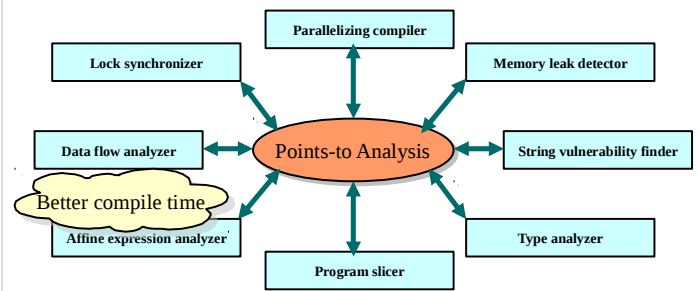 Parallelizing compiler
Lock synchronizer
Memory leak detector
Data flow analyzer
Points-to Analysis
String vulnerability finder
Better compile time
Affine expression analyzer
Type analyzer
Program slicer